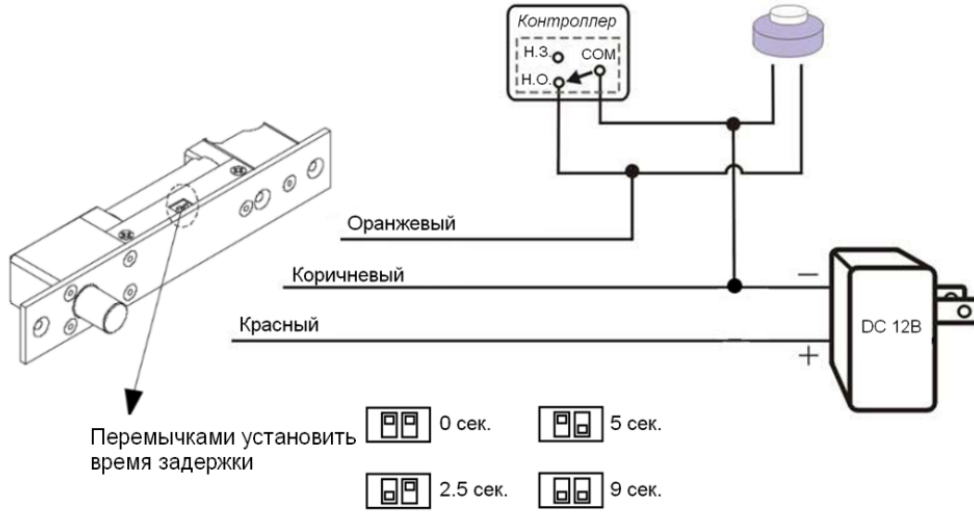 Контроллер
Н.З.
COM
Н.О.
Оранжевый
Коричневый
−
Красный
DC 12В
+
Перемычками установить
время задержки
0 сек.
5 сек.
2.5 сек.
9 сек.